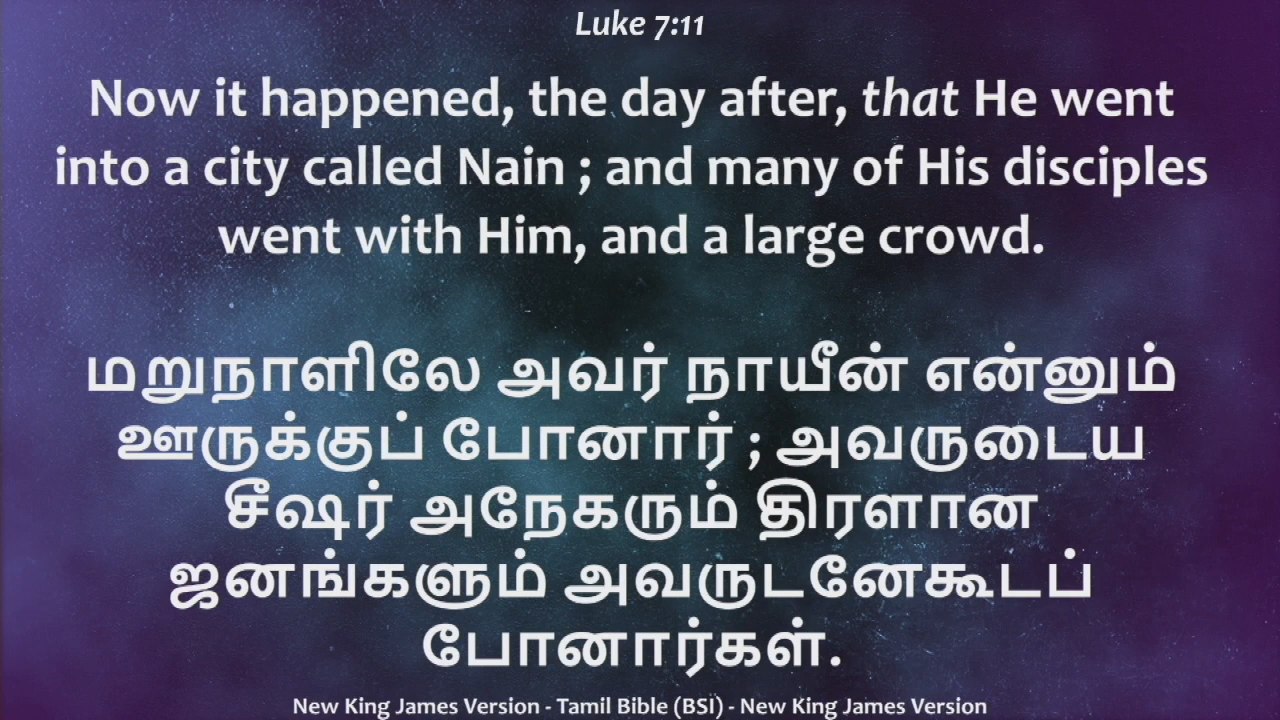 Luke 7:11
Now it happened, the day after, that He went
into a city called Nain ; and many of His disciples
went with Him, and a large crowd.
மறுநாளிலே அவர் நாயீன் என்னும்
ஊருக்குப் போனார் ; அவருடைய
சீஷர் அநேகரும் திரளான
ஜனங்களும் அவருடனேகூடப்
போனார்கள்.
New King James Version - Tamil Bible (BSI) - New King James Version